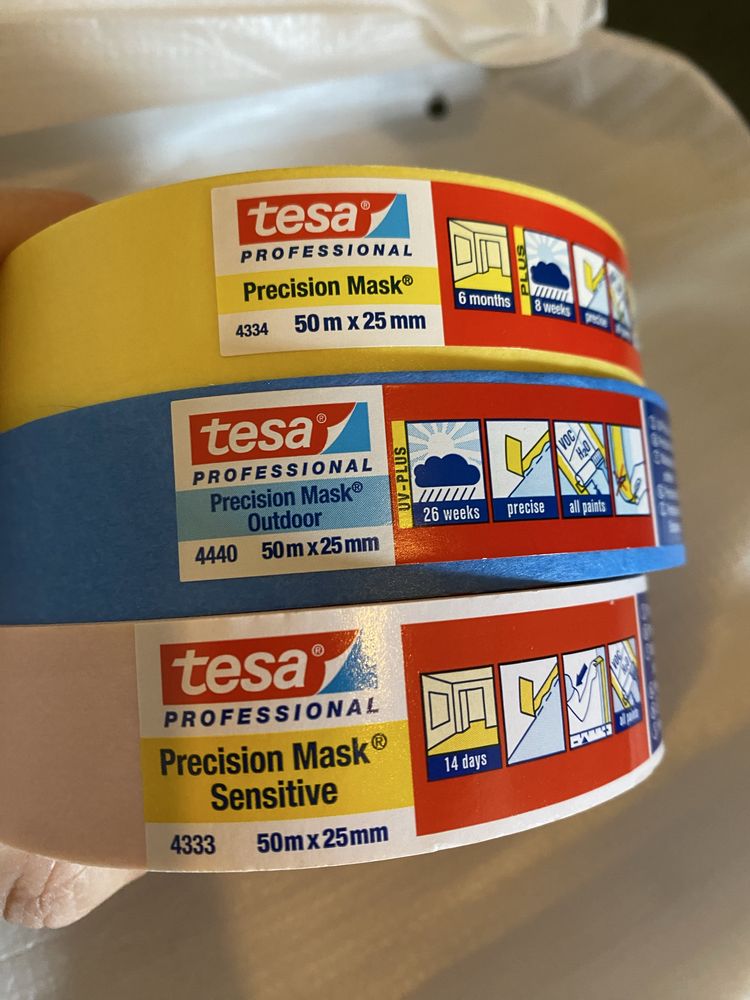 tesa®
PROFESSIONAL
Precision Mask®
4334 50 m x 25 mm
6 months
PLUS
8 weeks
precise
tesa®
PROFESSIONAL
Precision Mask®
Outdoor
4440 50 m x 25 mm
UV-PLUS
26 weeks
precise
VOC
H₂O
all paints
tesa®
PROFESSIONAL
Precision Mask®
Sensitive
4333 50 m x 25 mm
14 days
VOC
all paints